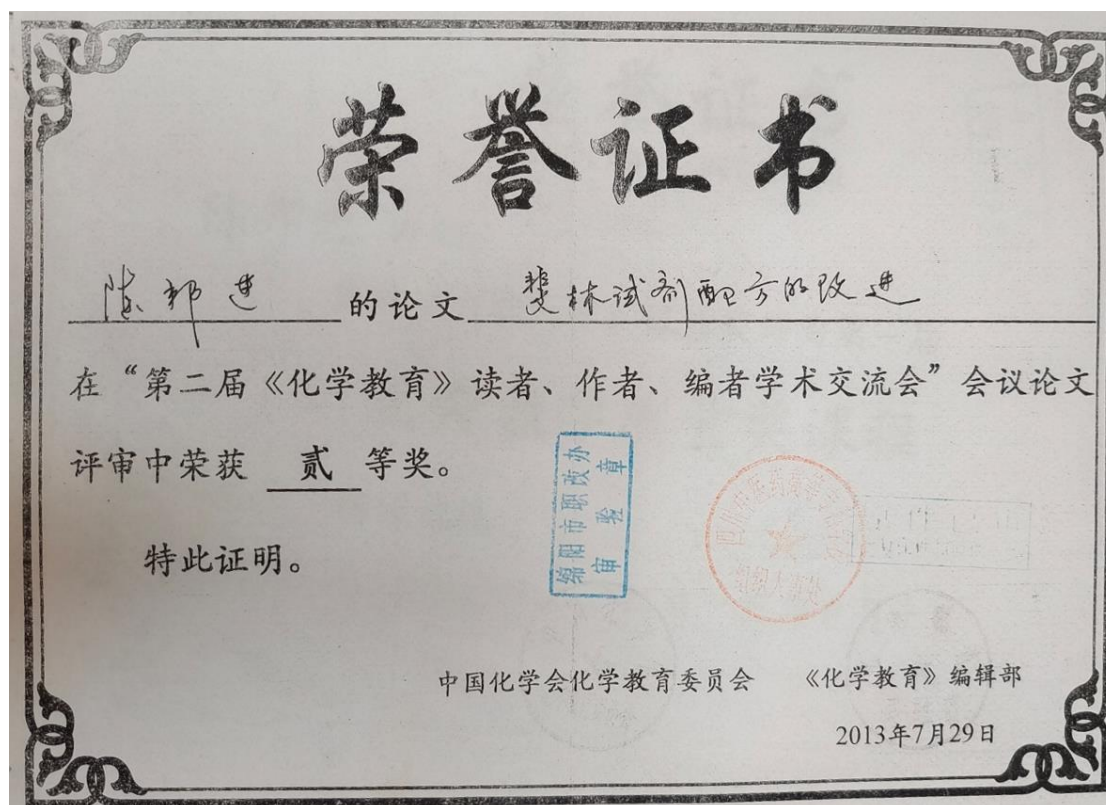 荣誉证书
陈邦进 的论文 斐林试剂配方的改进
在“第二届《化学教育》读者、作者、编者学术交流会”会议论文
评审中荣获 贰 等奖。
特此证明。
绵阳市职改办
审验章
中国化学会化学教育委员会 《化学教育》编辑部
2013年7月29日